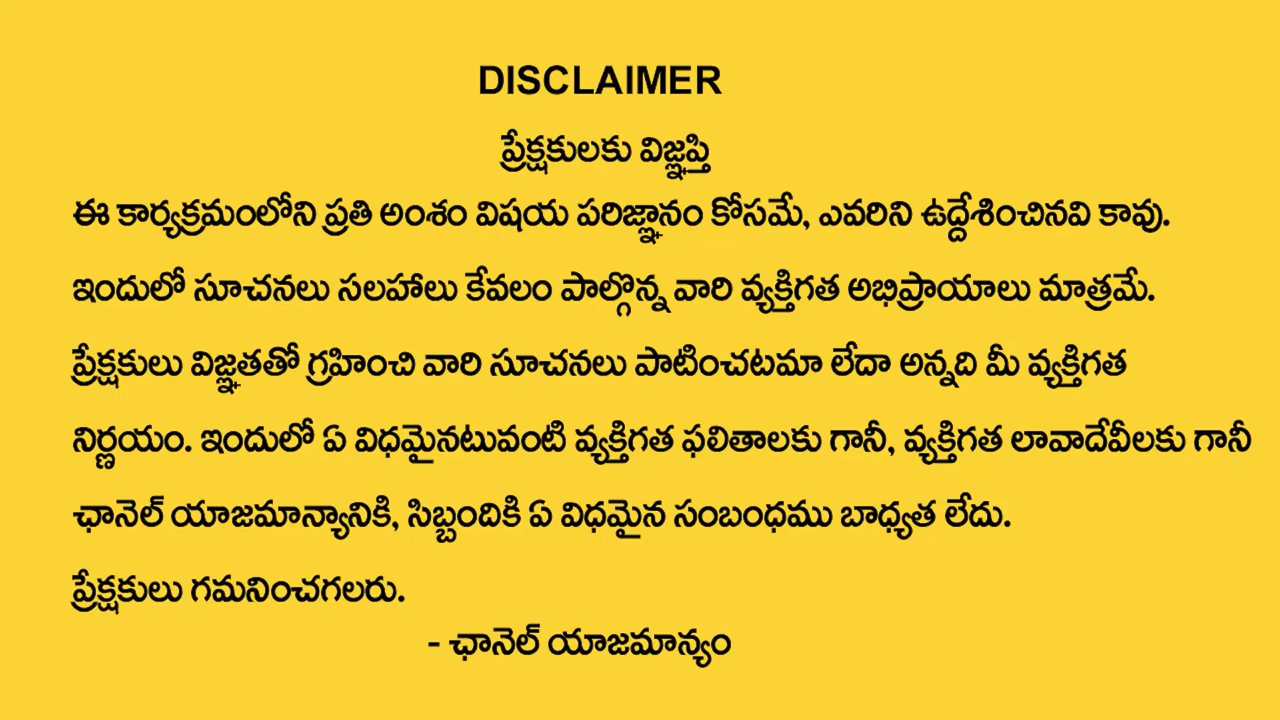 DISCLAIMER
ప్రేక్షకులకు విజ్ఞప్తి
ఈ కార్యక్రమంలోని ప్రతి అంశం విషయ పరిజ్ఞానం కోసమే, ఎవరిని ఉద్దేశించినవి కావు.
ఇందులో సూచనలు సలహాలు కేవలం పాల్గొన్న వారి వ్యక్తిగత అభిప్రాయాలు మాత్రమే.
ప్రేక్షకులు విజ్ఞతతో గ్రహించి వారి సూచనలు పాటించటమా లేదా అన్నది మీ వ్యక్తిగత
నిర్ణయం. ఇందులో ఏ విధమైనటువంటి వ్యక్తిగత ఫలితాలకు గానీ, వ్యక్తిగత లావాదేవీలకు గానీ
ఛానెల్ యాజమాన్యానికి, సిబ్బందికి ఏ విధమైన సంబంధము బాధ్యత లేదు.
ప్రేక్షకులు గమనించగలరు.
- ఛానెల్ యాజమాన్యం